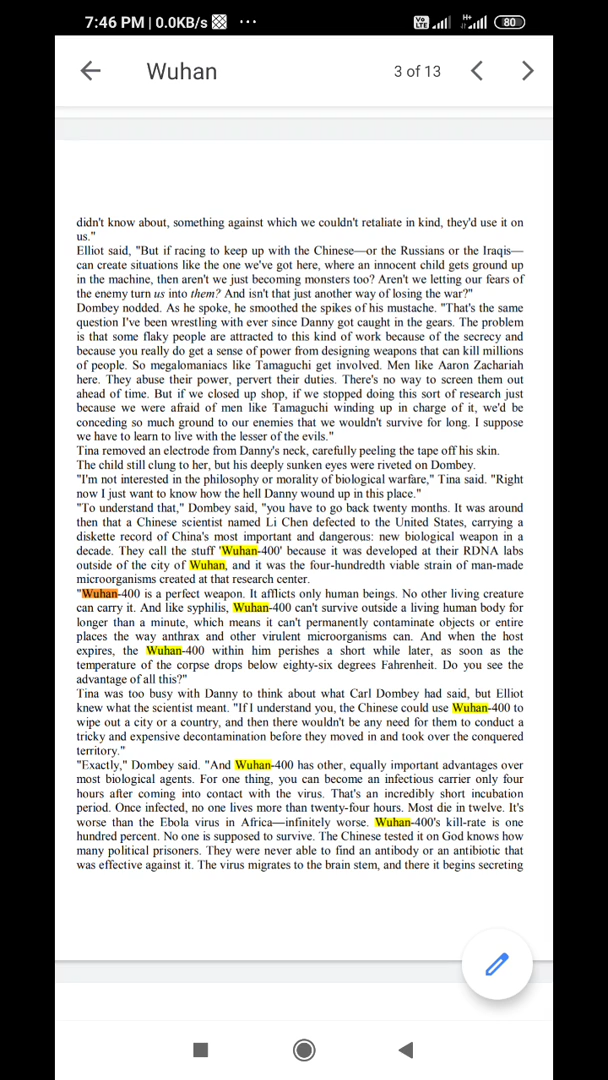 7:46 PM | 0.0KB/s ...
Vo LTE H+ 80
Wuhan 3 of 13
didn't know about, something against which we couldn't retaliate in kind, they'd use it on
us."
Elliot said, "But if racing to keep up with the Chinese—or the Russians or the Iraqis—
can create situations like the one we've got here, where an innocent child gets ground up
in the machine, then aren't we just becoming monsters too? Aren't we letting our fears of
the enemy turn us into them? And isn't that just another way of losing the war?"
Dombey nodded. As he spoke, he smoothed the spikes of his mustache. "That's the same
question I've been wrestling with ever since Danny got caught in the gears. The problem
is that some flaky people are attracted to this kind of work because of the secrecy and
because you really do get a sense of power from designing weapons that can kill millions
of people. So megalomaniacs like Tamaguchi get involved. Men like Aaron Zachariah
here. They abuse their power, pervert their duties. There's no way to screen them out
ahead of time. But if we closed up shop, if we stopped doing this sort of research just
because we were afraid of men like Tamaguchi winding up in charge of it, we'd be
conceding so much ground to our enemies that we wouldn't survive for long. I suppose
we have to learn to live with the lesser of the evils."
Tina removed an electrode from Danny's neck, carefully peeling the tape off his skin.
The child still clung to her, but his deeply sunken eyes were riveted on Dombey.
"I'm not interested in the philosophy or morality of biological warfare," Tina said. "Right
now I just want to know how the hell Danny wound up in this place."
"To understand that," Dombey said, "you have to go back twenty months. It was around
then that a Chinese scientist named Li Chen defected to the United States, carrying a
diskette record of China's most important and dangerous: new biological weapon in a
decade. They call the stuff 'Wuhan-400' because it was developed at their RDNA labs
outside of the city of Wuhan, and it was the four-hundredth viable strain of man-made
microorganisms created at that research center.
"Wuhan-400 is a perfect weapon. It afflicts only human beings. No other living creature
can carry it. And like syphilis, Wuhan-400 can't survive outside a living human body for
longer than a minute, which means it can't permanently contaminate objects or entire
places the way anthrax and other virulent microorganisms can. And when the host
expires, the Wuhan-400 within him perishes a short while later, as soon as the
temperature of the corpse drops below eighty-six degrees Fahrenheit. Do you see the
advantage of all this?"
Tina was too busy with Danny to think about what Carl Dombey had said, but Elliot
knew what the scientist meant. "If I understand you, the Chinese could use Wuhan-400 to
wipe out a city or a country, and then there wouldn't be any need for them to conduct a
tricky and expensive decontamination before they moved in and took over the conquered
territory."
"Exactly," Dombey said. "And Wuhan-400 has other, equally important advantages over
most biological agents. For one thing, you can become an infectious carrier only four
hours after coming into contact with the virus. That's an incredibly short incubation
period. Once infected, no one lives more than twenty-four hours. Most die in twelve. It's
worse than the Ebola virus in Africa—infinitely worse. Wuhan-400's kill-rate is one
hundred percent. No one is supposed to survive. The Chinese tested it on God knows how
many political prisoners. They were never able to find an antibody or an antibiotic that
was effective against it. The virus migrates to the brain stem, and there it begins secreting